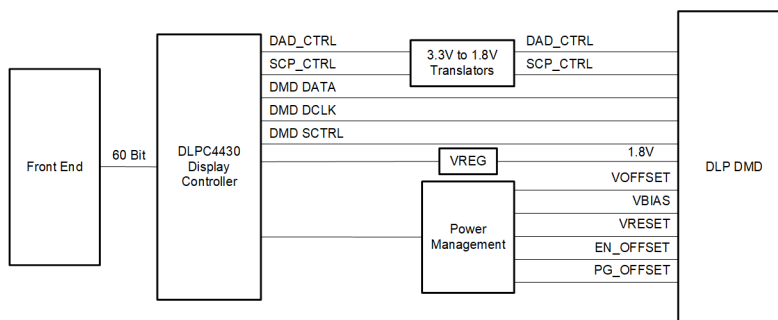 DAD_CTRL
3.3V to 1.8V
Translators
DAD_CTRL
SCP_CTRL
SCP_CTRL
DMD DATA
DMD DCLK
DMD SCTRL
Front End
60 Bit
DLPC4430
Display
Controller
VREG
1.8V
DLP DMD
VOFFSET
VBIAS
Power
Management
VRESET
EN_OFFSET
PG_OFFSET